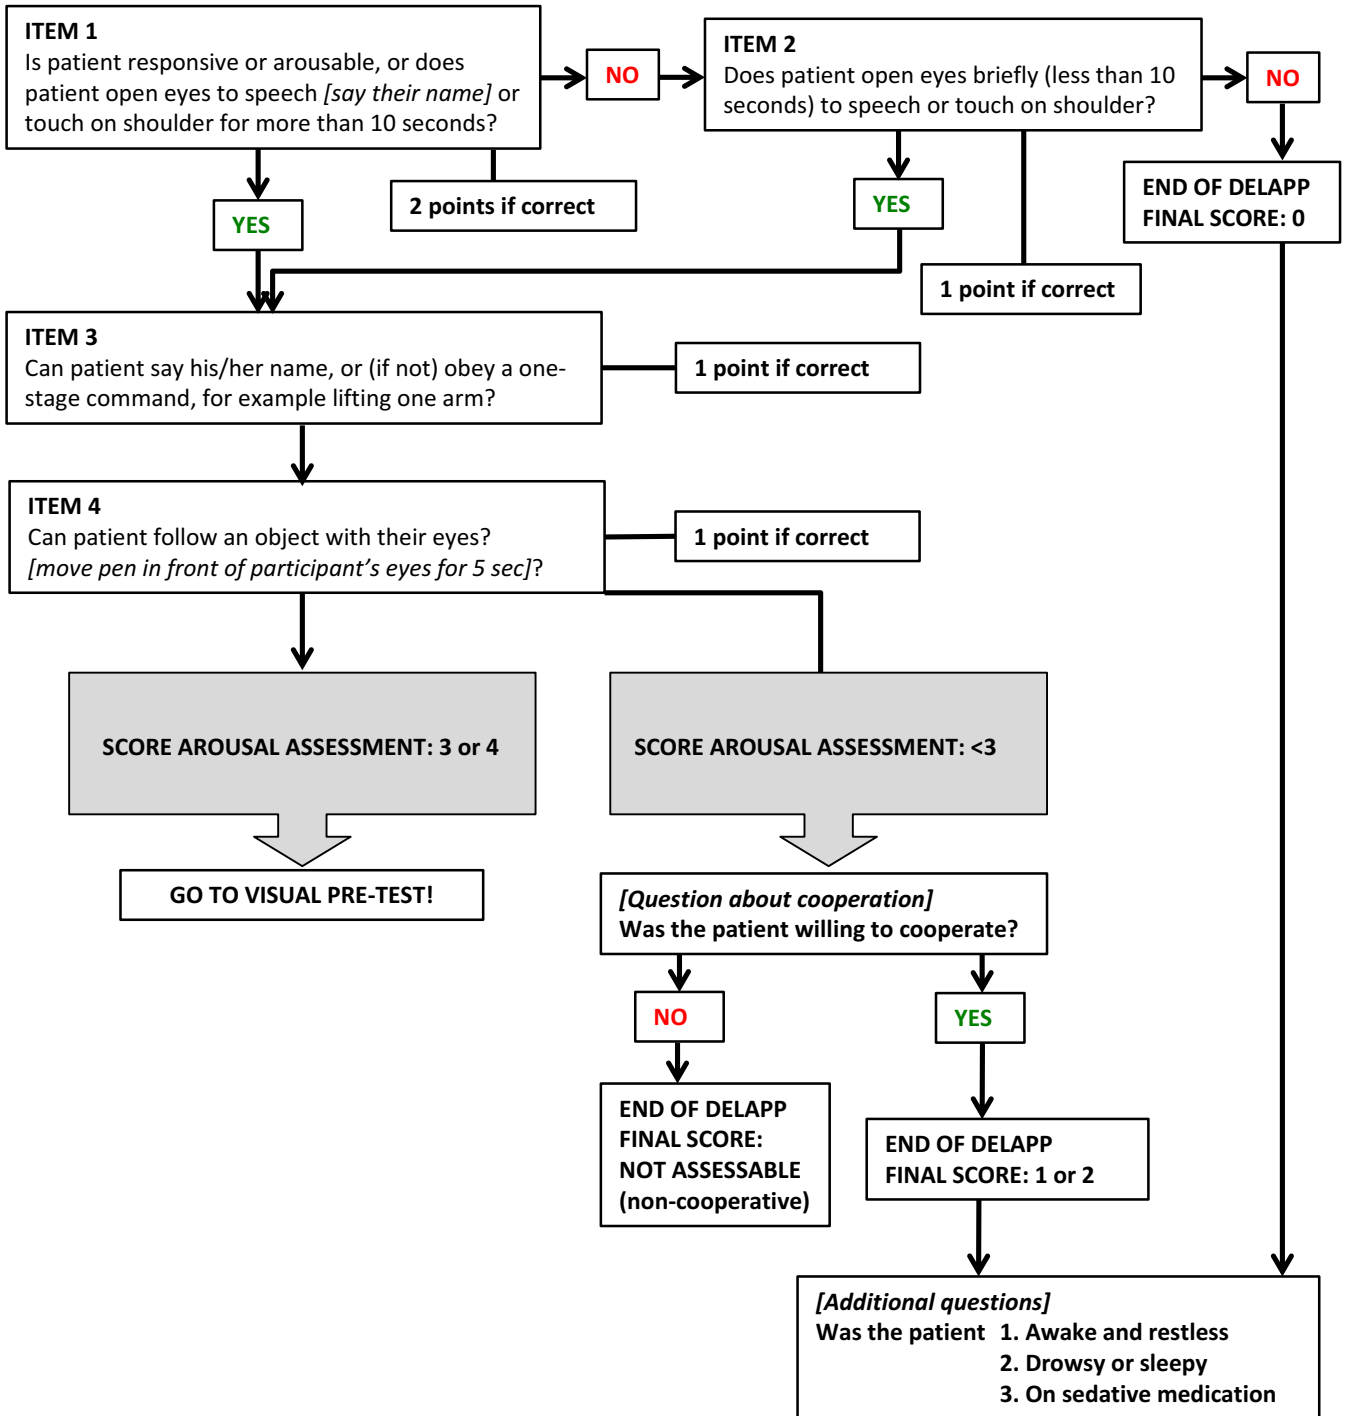 ITEM 1
Is patient responsive or arousable, or does
patient open eyes to speech [say their name] or
touch on shoulder for more than 10 seconds?
NO
ITEM 2
Does patient open eyes briefly (less than 10
seconds) to speech or touch on shoulder?
NO
YES
2 points if correct
YES
END OF DELAPP
FINAL SCORE: 0
1 point if correct
ITEM 3
Can patient say his/her name, or (if not) obey a one-
stage command, for example lifting one arm?
1 point if correct
ITEM 4
Can patient follow an object with their eyes?
[move pen in front of participant's eyes for 5 sec]?
1 point if correct
SCORE AROUSAL ASSESSMENT: 3 or 4
SCORE AROUSAL ASSESSMENT: <3
GO TO VISUAL PRE-TEST!
[Question about cooperation]
Was the patient willing to cooperate?
NO
YES
END OF DELAPP
FINAL SCORE:
NOT ASSESSABLE
(non-cooperative)
END OF DELAPP
FINAL SCORE: 1 or 2
[Additional questions]
Was the patient 1. Awake and restless
2. Drowsy or sleepy
3. On sedative medication